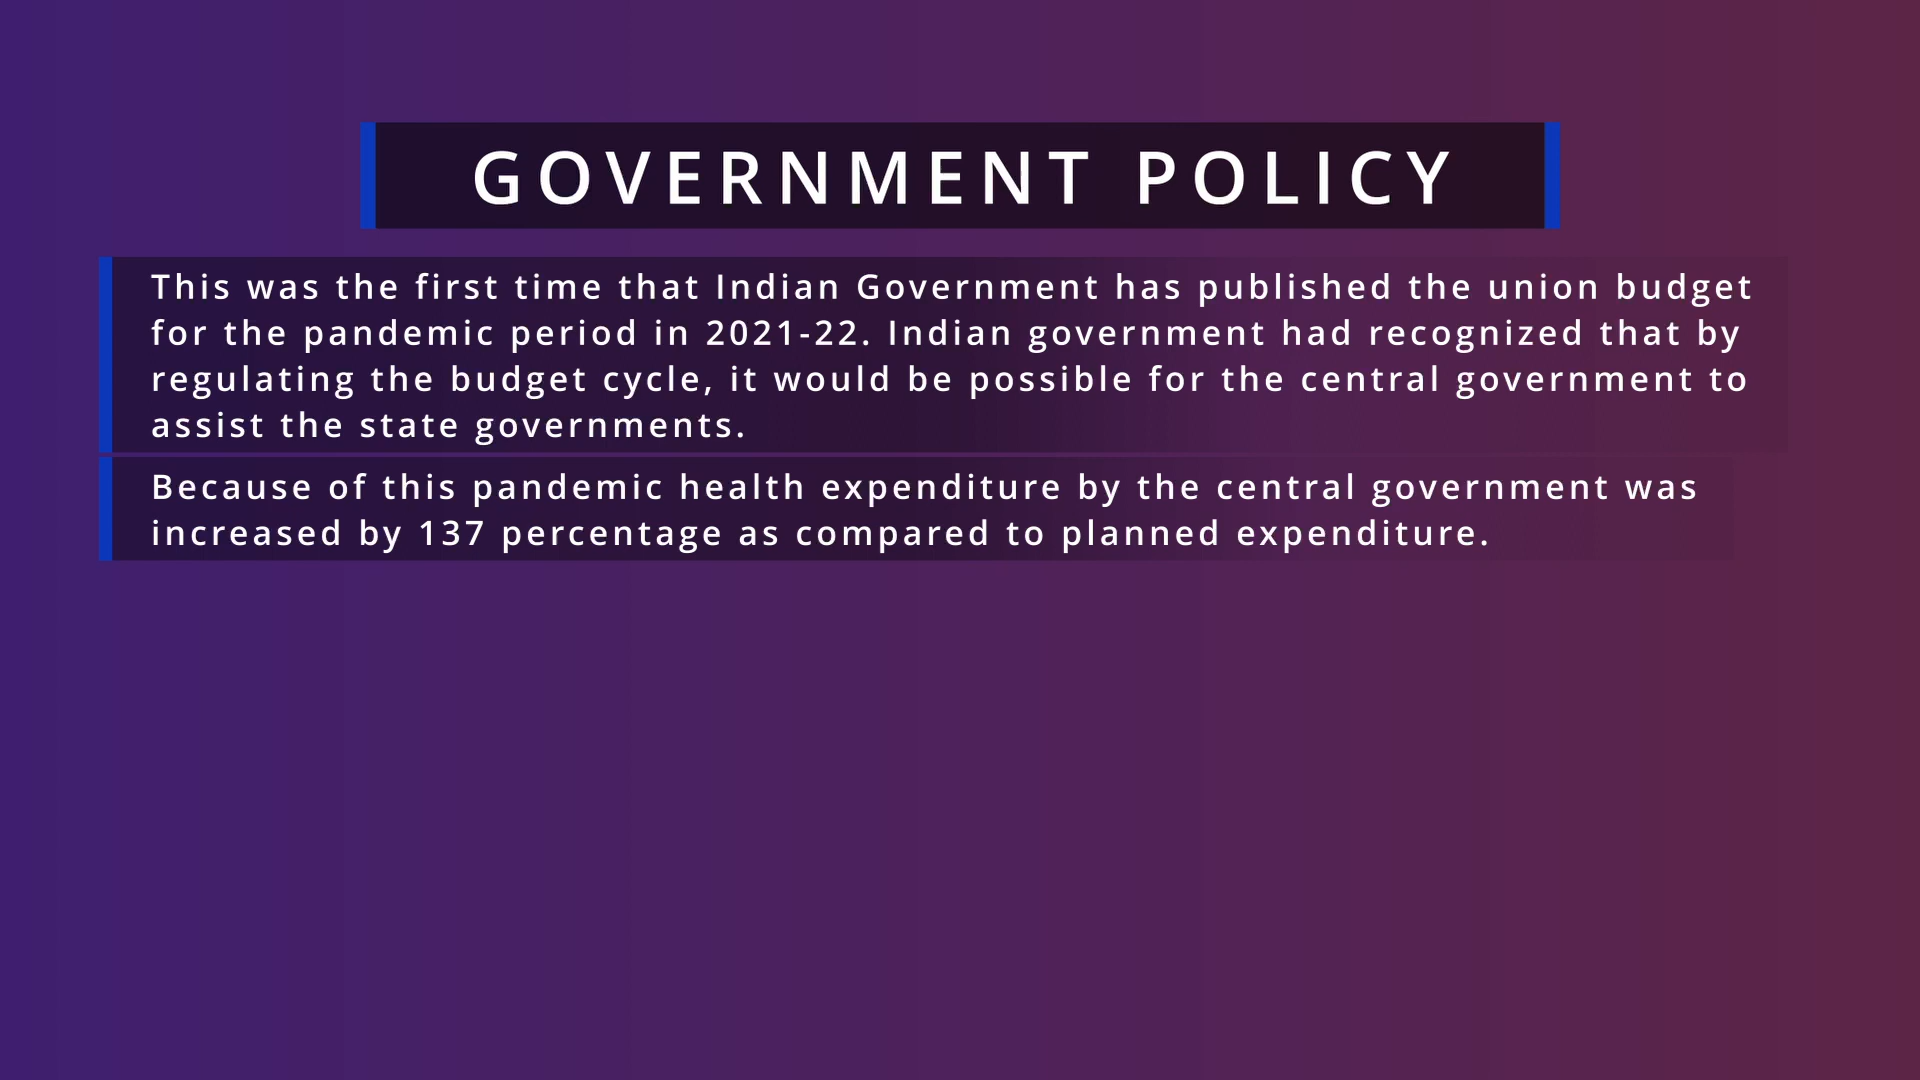 GOVERNMENT POLICY
This was the first time that Indian Government has published the union budget
for the pandemic period in 2021-22. Indian government had recognized that by
regulating the budget cycle, it would be possible for the central government to
assist the state governments.
Because of this pandemic health expenditure by the central government was
increased by 137 percentage as compared to planned expenditure.